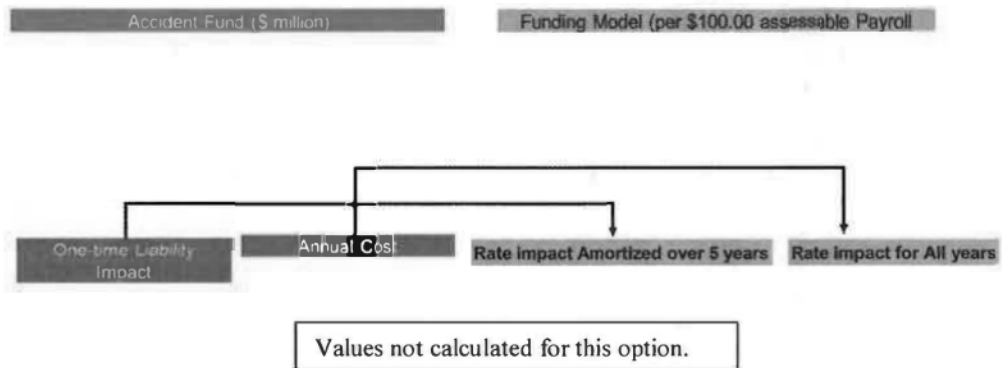 Accident Fund ($ million)
Funding Model (per $100.00 assessable Payroll
One-time Liability
Impact
Annual Cost
Rate impact Amortized over 5 years
Rate impact for All years
Values not calculated for this option.